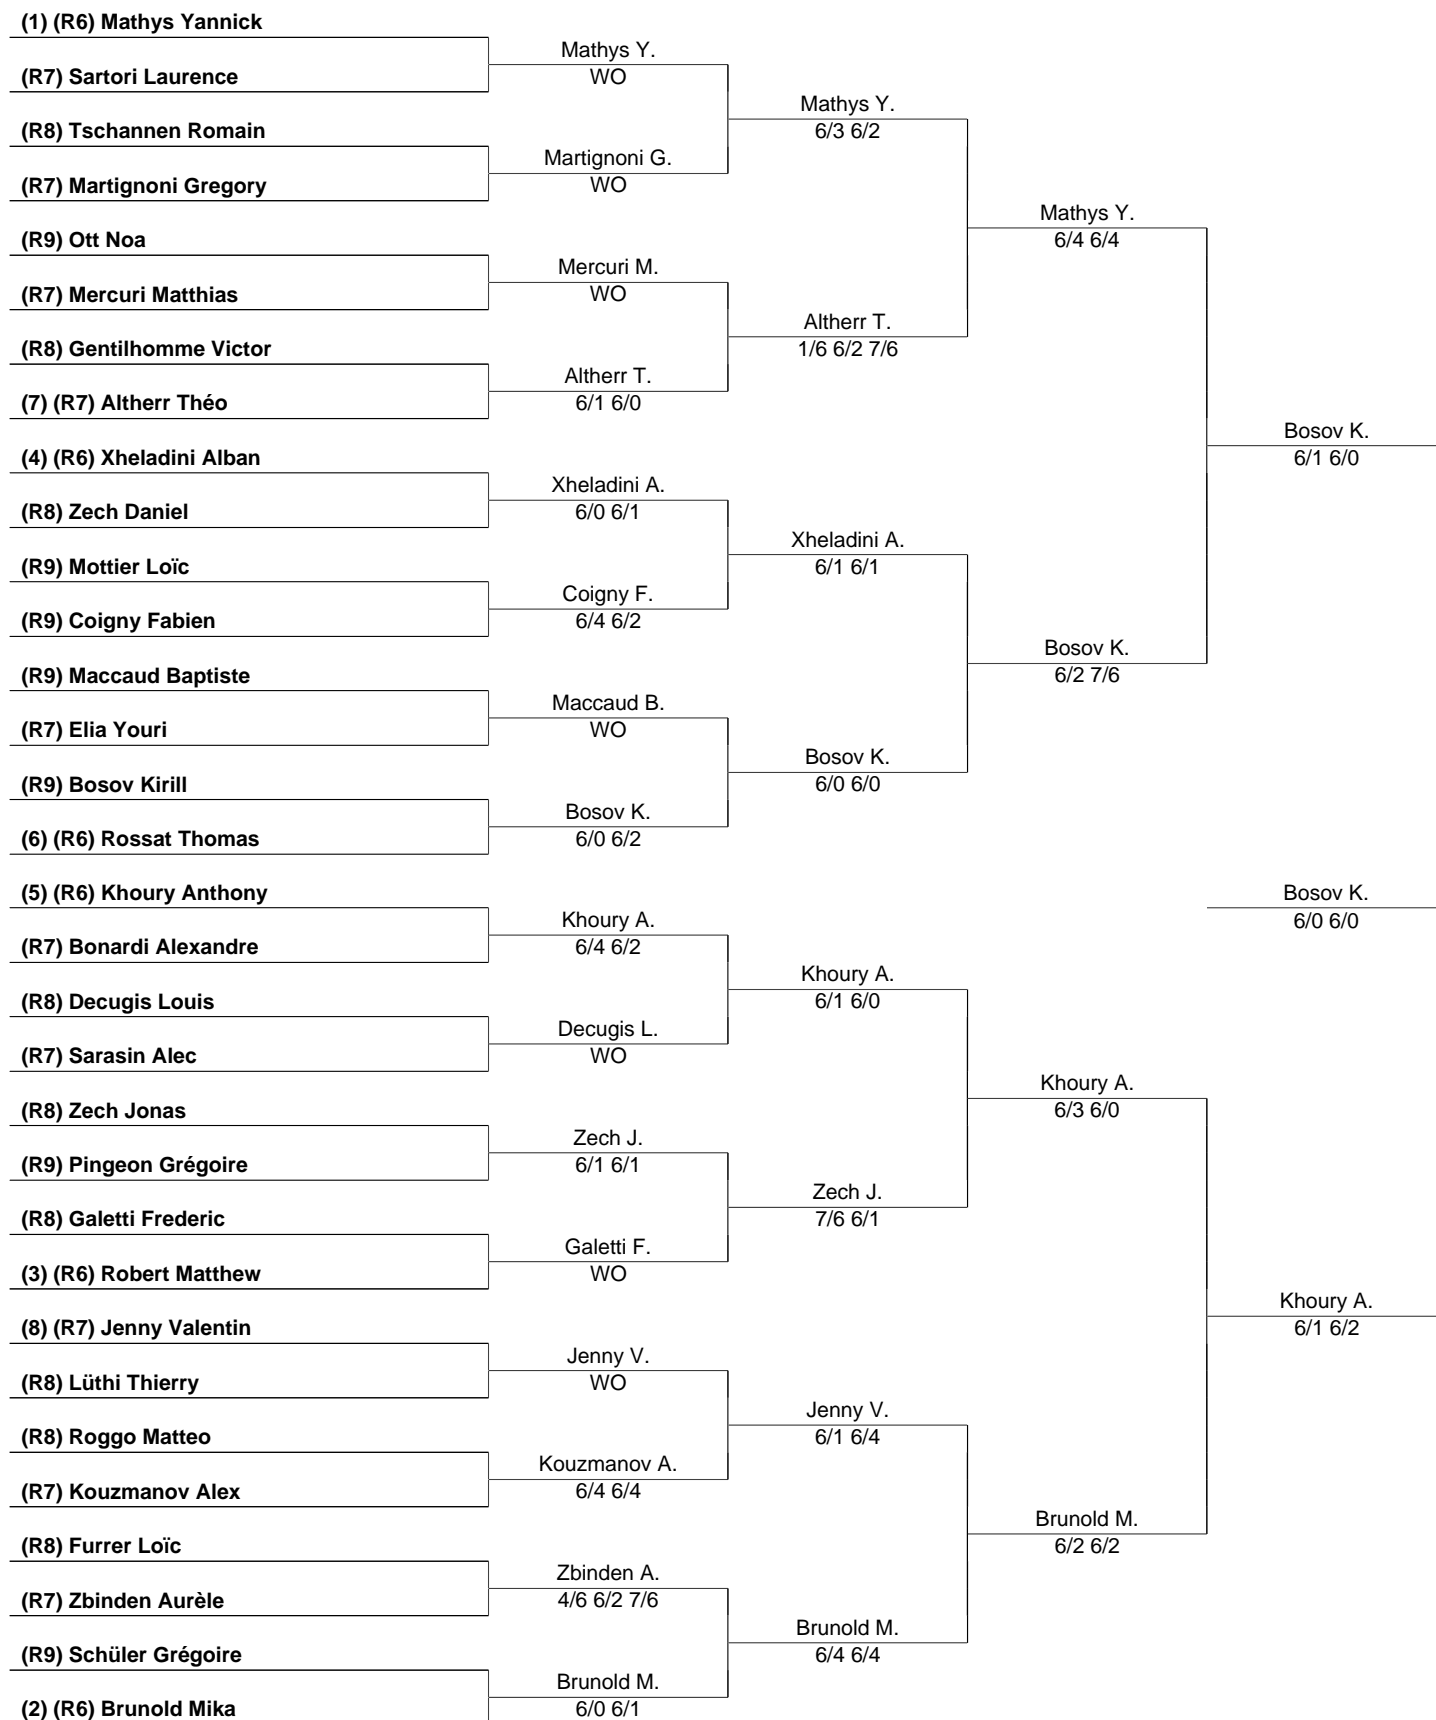 (1) (R6) Mathys Yannick
(R7) Sartori Laurence
(R8) Tschannen Romain
(R7) Martignoni Gregory
(R9) Ott Noa
(R7) Mercuri Matthias
(R8) Gentilhomme Victor
(7) (R7) Altherr Théo
(4) (R6) Xheladini Alban
(R8) Zech Daniel
(R9) Mottier Loïc
(R9) Coigny Fabien
(R9) Maccaud Baptiste
(R7) Elia Youri
(R9) Bosov Kirill
(6) (R6) Rossat Thomas
(5) (R6) Khoury Anthony
(R7) Bonardi Alexandre
(R8) Decugis Louis
(R7) Sarasin Alec
(R8) Zech Jonas
(R9) Pingeon Grégoire
(R8) Galetti Frederic
(3) (R6) Robert Matthew
(8) (R7) Jenny Valentin
(R8) Lüthi Thierry
(R8) Roggo Matteo
(R7) Kouzmanov Alex
(R8) Furrer Loïc
(R7) Zbinden Aurèle
(R9) Schüler Grégoire
(2) (R6) Brunold Mika
Mathys Y.
WO
Martignoni G.
WO
Mercuri M.
WO
Altherr T.
6/1 6/0
Xheladini A.
6/0 6/1
Coigny F.
6/4 6/2
Maccaud B.
WO
Bosov K.
6/0 6/2
Khoury A.
6/4 6/2
Decugis L.
WO
Zech J.
6/1 6/1
Galetti F.
WO
Jenny V.
WO
Kouzmanov A.
6/4 6/4
Zbinden A.
4/6 6/2 7/6
Brunold M.
6/0 6/1
Mathys Y.
6/3 6/2
Altherr T.
1/6 6/2 7/6
Xheladini A.
6/1 6/1
Bosov K.
6/0 6/0
Khoury A.
6/1 6/0
Zech J.
7/6 6/1
Jenny V.
6/1 6/4
Brunold M.
6/4 6/4
Mathys Y.
6/4 6/4
Bosov K.
6/2 7/6
Khoury A.
6/3 6/0
Brunold M.
6/2 6/2
Bosov K.
6/1 6/0
Bosov K.
6/0 6/0
Khoury A.
6/1 6/2